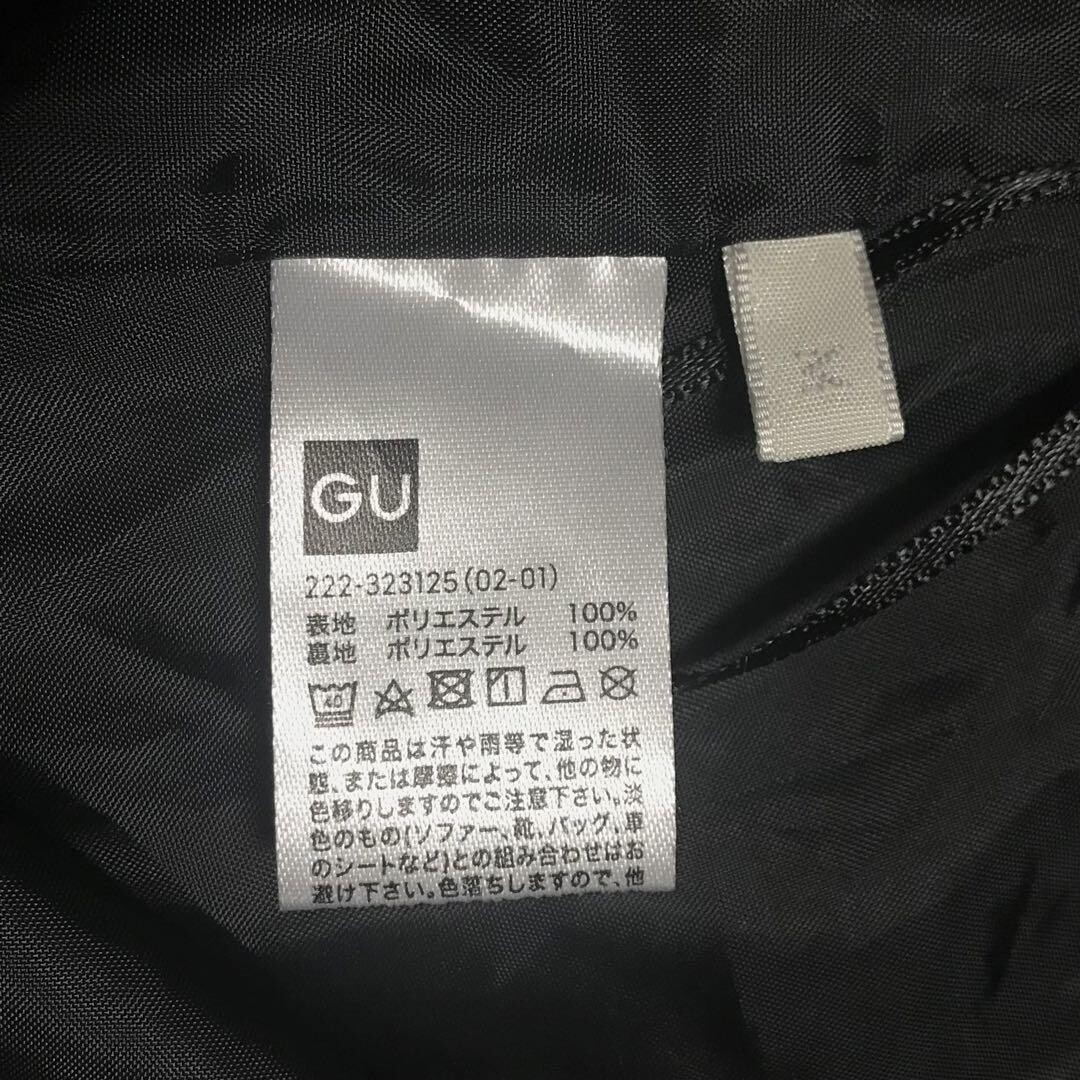 GU
222-323125(02-01)
表地 ポリエステル 100%
裏地 ポリエステル 100%
40
この商品は汗や雨等で湿った状
態、または摩擦によって、他の物に
色移りしますのでご注意下さい。淡
色のもの(ソファー、靴、バッグ、車
のシートなど)との組み合わせはお
避け下さい。色落ちしますので、他